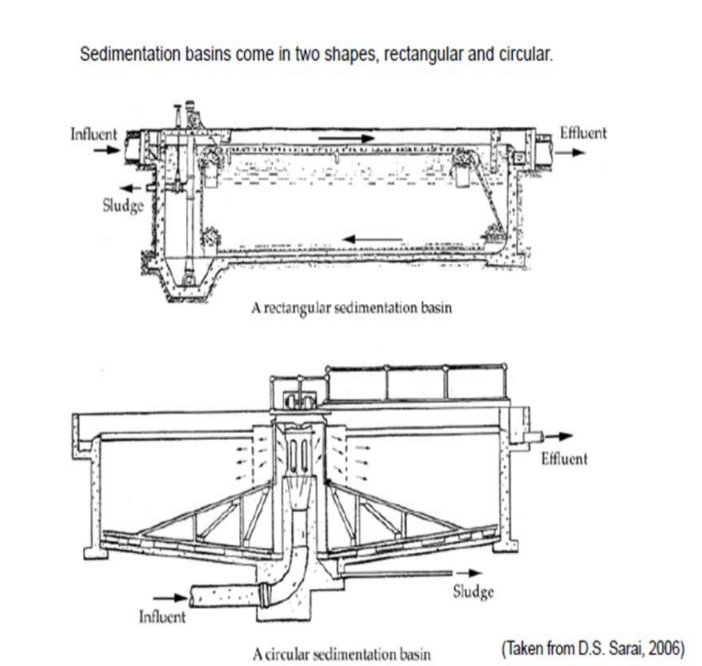 Sedimentation basins come in two shapes, rectangular and circular.
Influent
Effluent
Sludge
A rectangular sedimentation basin
Effluent
Sludge
Influent
A circular sedimentation basin
(Taken from D.S. Sarai, 2006)